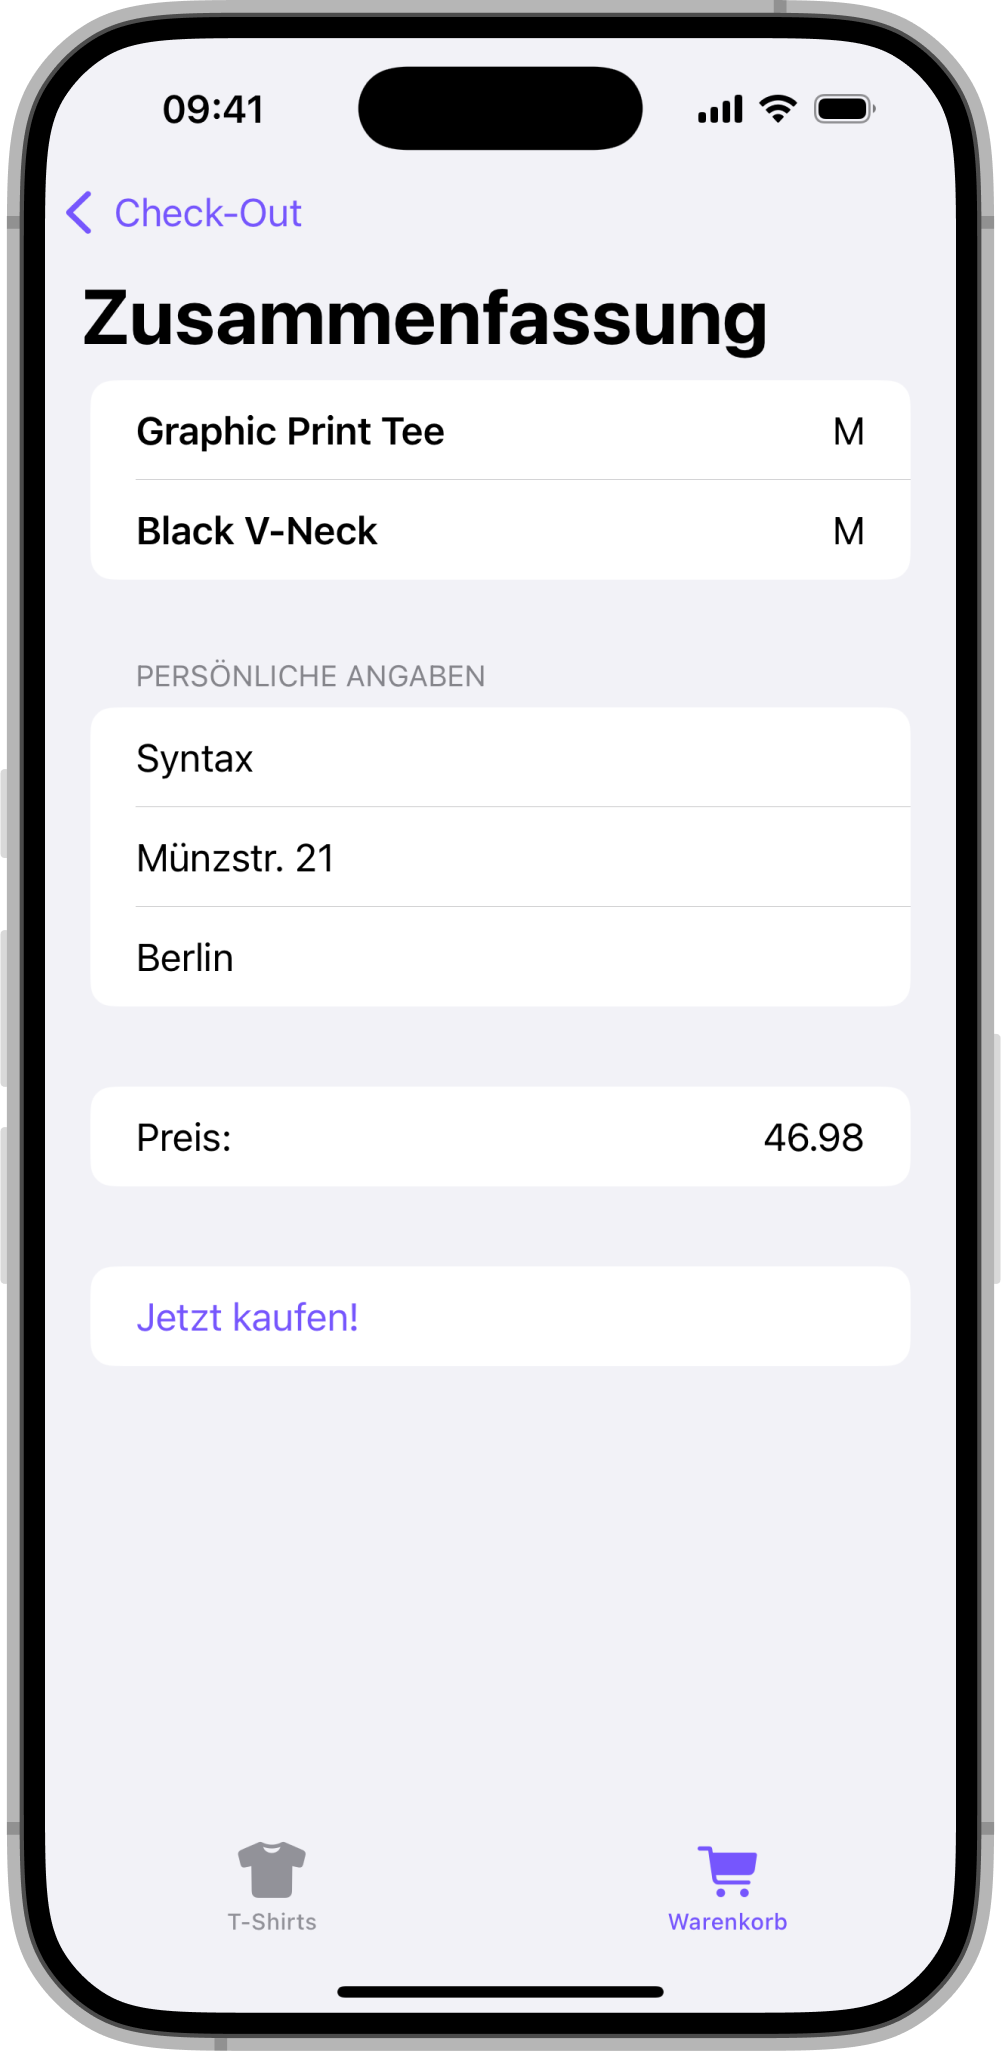 09:41
Check-Out
Zusammenfassung
Graphic Print Tee M
Black V-Neck M
PERSÖNLICHE ANGABEN
Syntax
Münzstr. 21
Berlin
Preis: 46.98
Jetzt kaufen!
T-Shirts Warenkorb